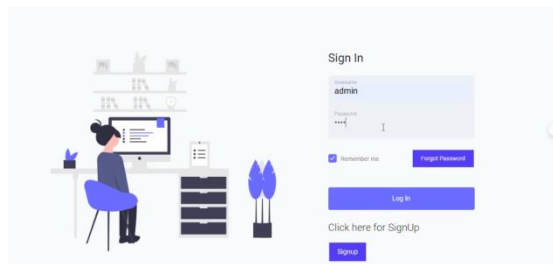 Sign In
Username
admin
Password
••••
Remember me
Forgot Password
Log In
Click here for SignUp
Signup